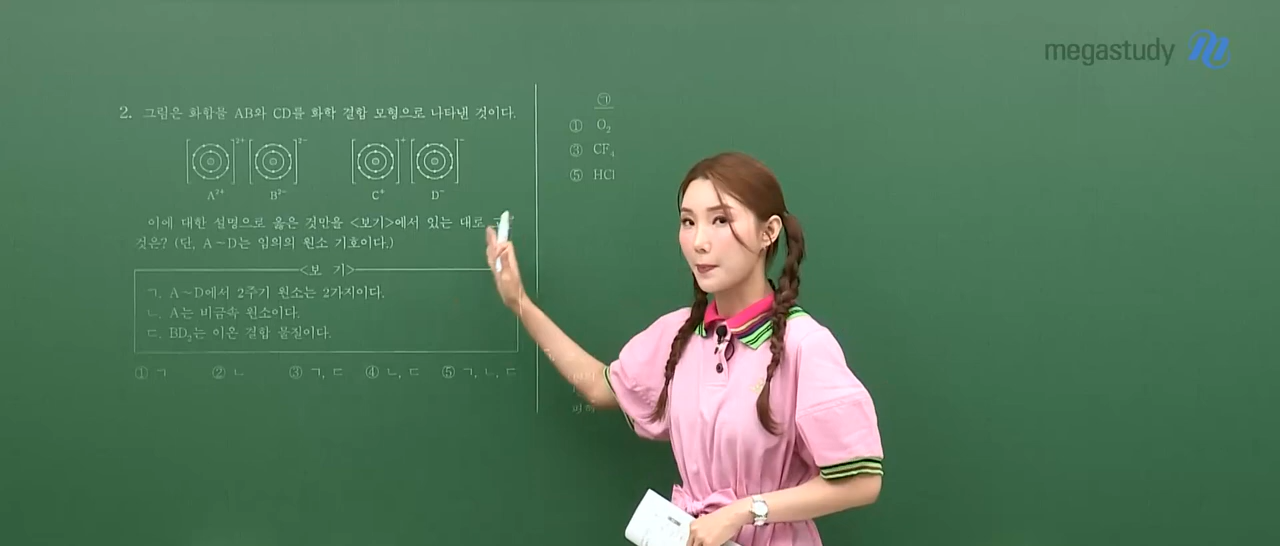 megastudy
2. 그림은 화합물 AB와 CD를 화학 결합 모형으로 나타낸 것이다.
2+ 2- + -
A2+ B2- C+ D-
이에 대한 설명으로 옳은 것만을 <보기>에서 있는 대로
것은? (단, A~D는 임의의 원소 기호이다.)
<보 기>
ㄱ. A~D에서 2주기 원소는 2가지이다.
ㄴ. A는 비금속 원소이다.
ㄷ. BD2는 이온 결합 물질이다.
① ㄱ ② ㄴ ③ ㄱ, ㄷ ④ ㄴ, ㄷ ⑤ ㄱ, ㄴ, ㄷ
㉠
① O2
③ CF4
⑤ HCl